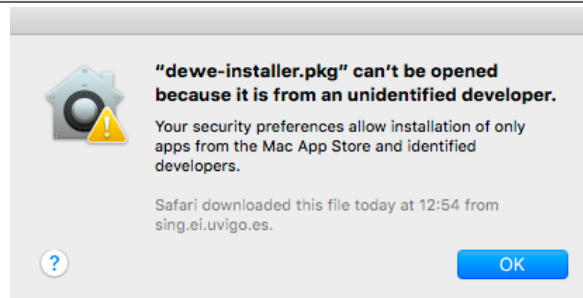 “dewe-installer.pkg” can’t be opened
because it is from an unidentified developer.
Your security preferences allow installation of only
apps from the Mac App Store and identified
developers.
Safari downloaded this file today at 12:54 from
sing.ei.uvigo.es.
?
OK